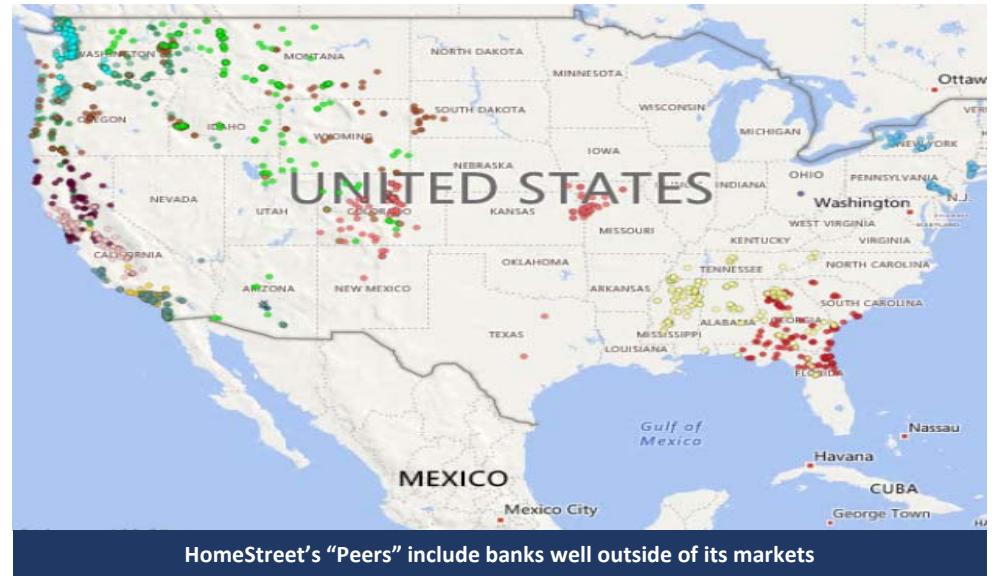 Ottaw
WASHINGTON
MONTANA
NORTH DAKOTA
MINNESOTA
OREGON
IDAHO
SOUTH DAKOTA
WISCONSIN
MICHIGAN
NEW YORK
WYOMING
IOWA
NEBRASKA
OHIO
PENNSYLVANIA
N.J.
UNITED STATES
NEVADA
UTAH
COLORADO
KANSAS
INDIANA
Washington
MISSOURI
WEST VIRGINIA
KENTUCKY
VIRGINIA
CALIFORNIA
OKLAHOMA
TENNESSEE
NORTH CAROLINA
ARIZONA
NEW MEXICO
ARKANSAS
SOUTH CAROLINA
TEXAS
MISSISSIPPI
ALABAMA
GEORGIA
LOUISIANA
FLORIDA
Gulf of
Mexico
Nassau
Havana
MEXICO
CUBA
Mexico City
George Town
HomeStreet’s “Peers” include banks well outside of its markets